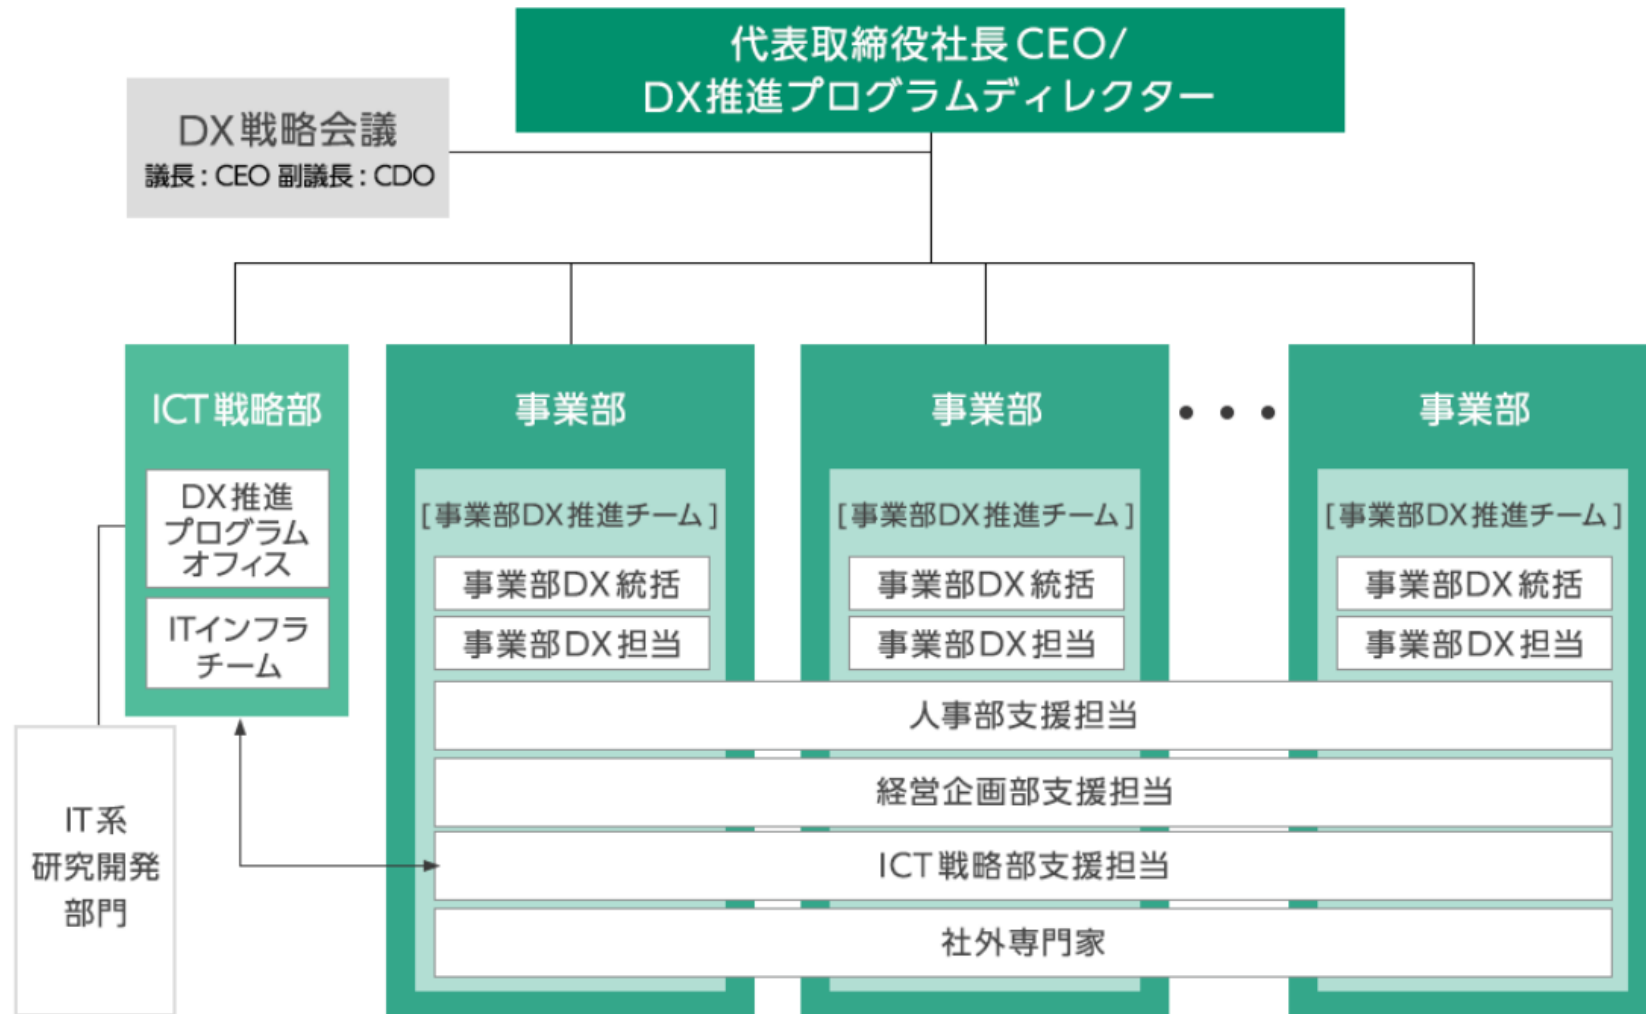 代表取締役社長 CEO/
DX推進プログラムディレクター
DX戦略会議
議長：CEO 副議長：CDO
ICT戦略部
DX推進
プログラム
オフィス
ITインフラ
チーム
IT系
研究開発
部門
事業部
[事業部DX推進チーム]
事業部DX統括
事業部DX担当
事業部
[事業部DX推進チーム]
事業部DX統括
事業部DX担当
・・・
事業部
[事業部DX推進チーム]
事業部DX統括
事業部DX担当
人事部支援担当
経営企画部支援担当
ICT戦略部支援担当
社外専門家